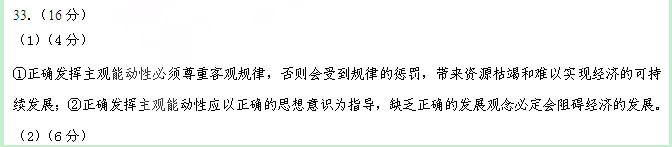 33.（16 分）
（1）(4 分)
①正确发挥主观能动性必须尊重客观规律，否则会受到规律的惩罚，带来资源枯竭和难以实现经济的可持
续发展；②正确发挥主观能动性应以正确的思想意识为指导，缺乏正确的发展观念必定会阻碍经济的发展。
（2）(6 分)